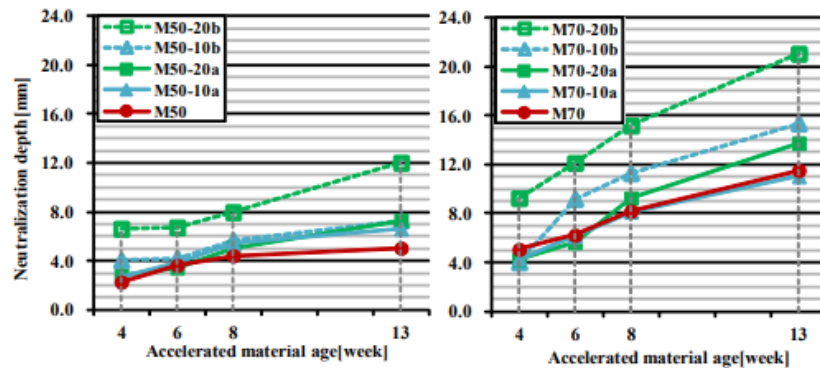 24.0
20.0
16.0
12.0
8.0
4.0
0.0
Neutralization depth [mm]
M50-20b
M50-10b
M50-20a
M50-10a
M50
4 6 8 13
Accelerated material age[week]
24.0
20.0
16.0
12.0
8.0
4.0
0.0
M70-20b
M70-10b
M70-20a
M70-10a
M70
4 6 8 13
Accelerated material age[week]